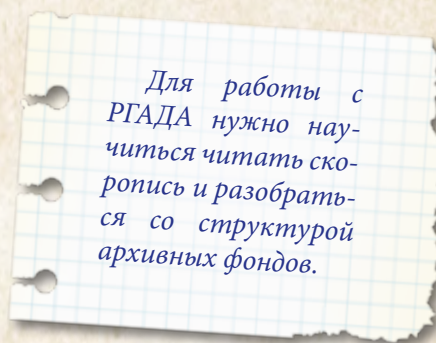 Для работы с
РГАДА нужно нау-
читься читать ско-
ропись и разобрать-
ся со структурой
архивных фондов.